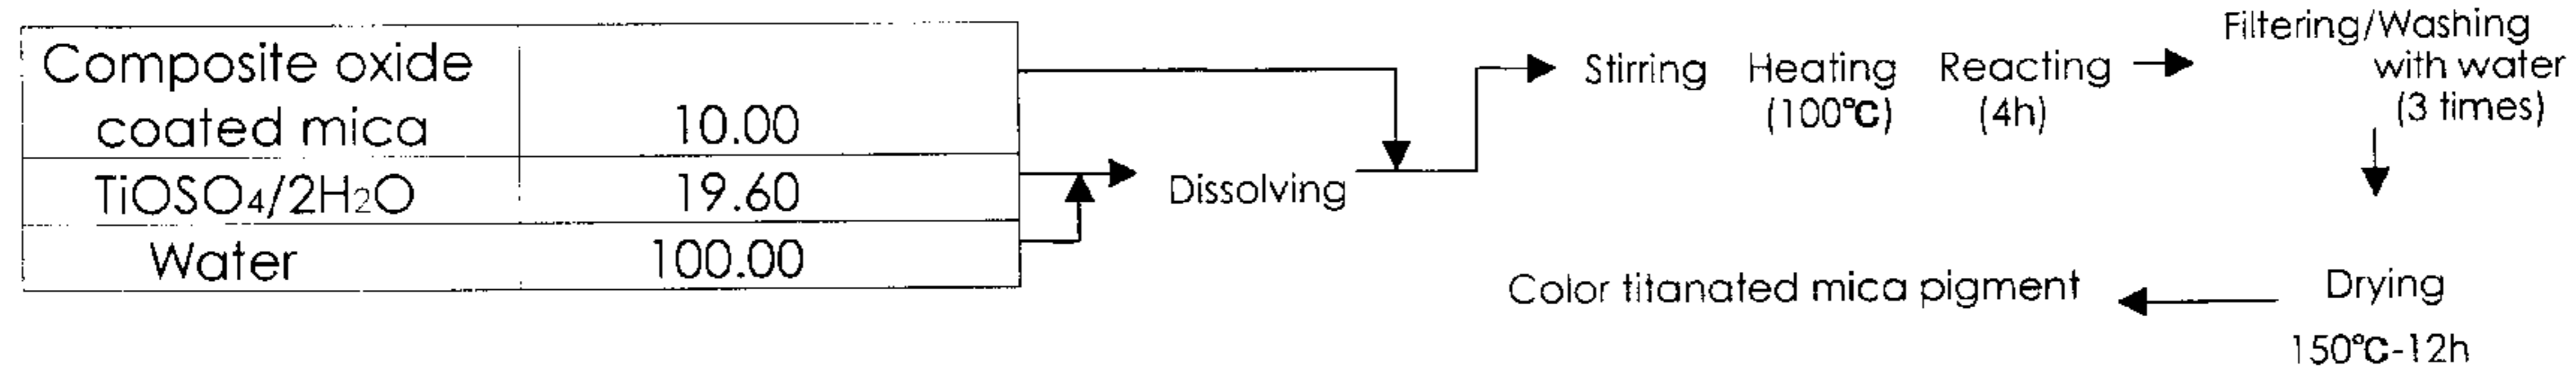 Composite oxide
coated mica 10.00
TiOSO4/2H2O 19.60
Water 100.00
Dissolving
Stirring Heating Reacting
(100℃) (4h)
Filtering/Washing
with water
(3 times)
Drying
150℃-12h
Color titanated mica pigment